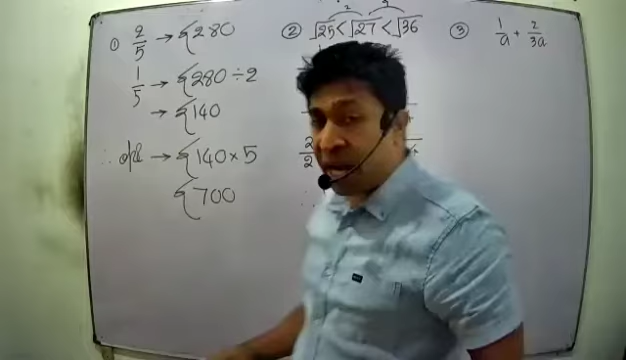 ① 2/5 → { 280
1/5 → { 280 ÷ 2
→ { 140
∴ → { 140 × 5
{ 700
② √25 < √27 < √36
③ 1/a + 2/3a